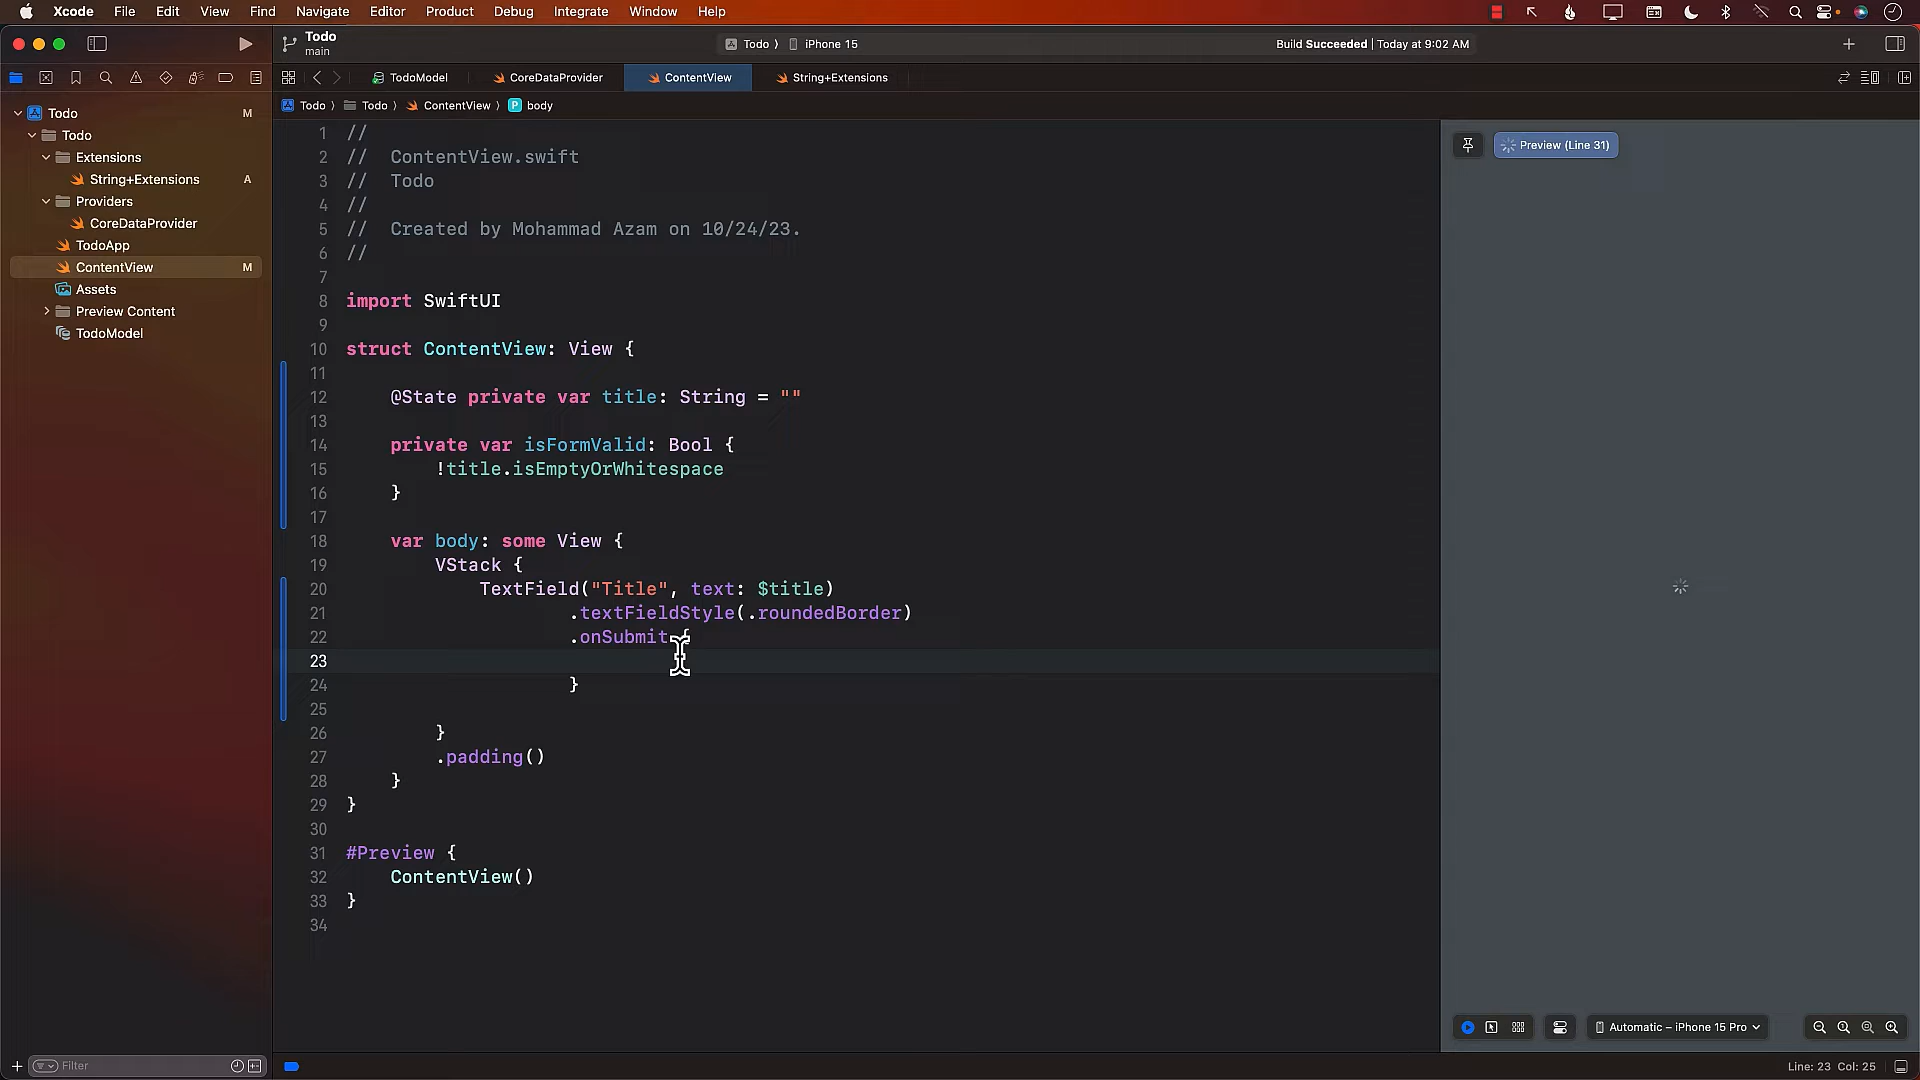 Xcode File Edit View Find Navigate Editor Product Debug Integrate Window Help
Todo
main
Todo iPhone 15
Build Succeeded | Today at 9:02 AM
TodoModel CoreDataProvider ContentView String+Extensions
Todo Todo ContentView P body
Todo M
Todo
Extensions
String+Extensions A
Providers
CoreDataProvider
TodoApp
ContentView M
Assets
Preview Content
TodoModel
1 //
2 // ContentView.swift
3 // Todo
4 //
5 // Created by Mohammad Azam on 10/24/23.
6 //
7
8 import SwiftUI
9
10 struct ContentView: View {
11
12 @State private var title: String = ""
13
14 private var isFormValid: Bool {
15 !title.isEmptyOrWhitespace
16 }
17
18 var body: some View {
19 VStack {
20 TextField("Title", text: $title)
21 .textFieldStyle(.roundedBorder)
22 .onSubmit {
23
24 }
25
26 }
27 .padding()
28 }
29 }
30
31 #Preview {
32 ContentView()
33 }
34
Preview (Line 31)
Automatic – iPhone 15 Pro
Filter
Line: 23 Col: 25